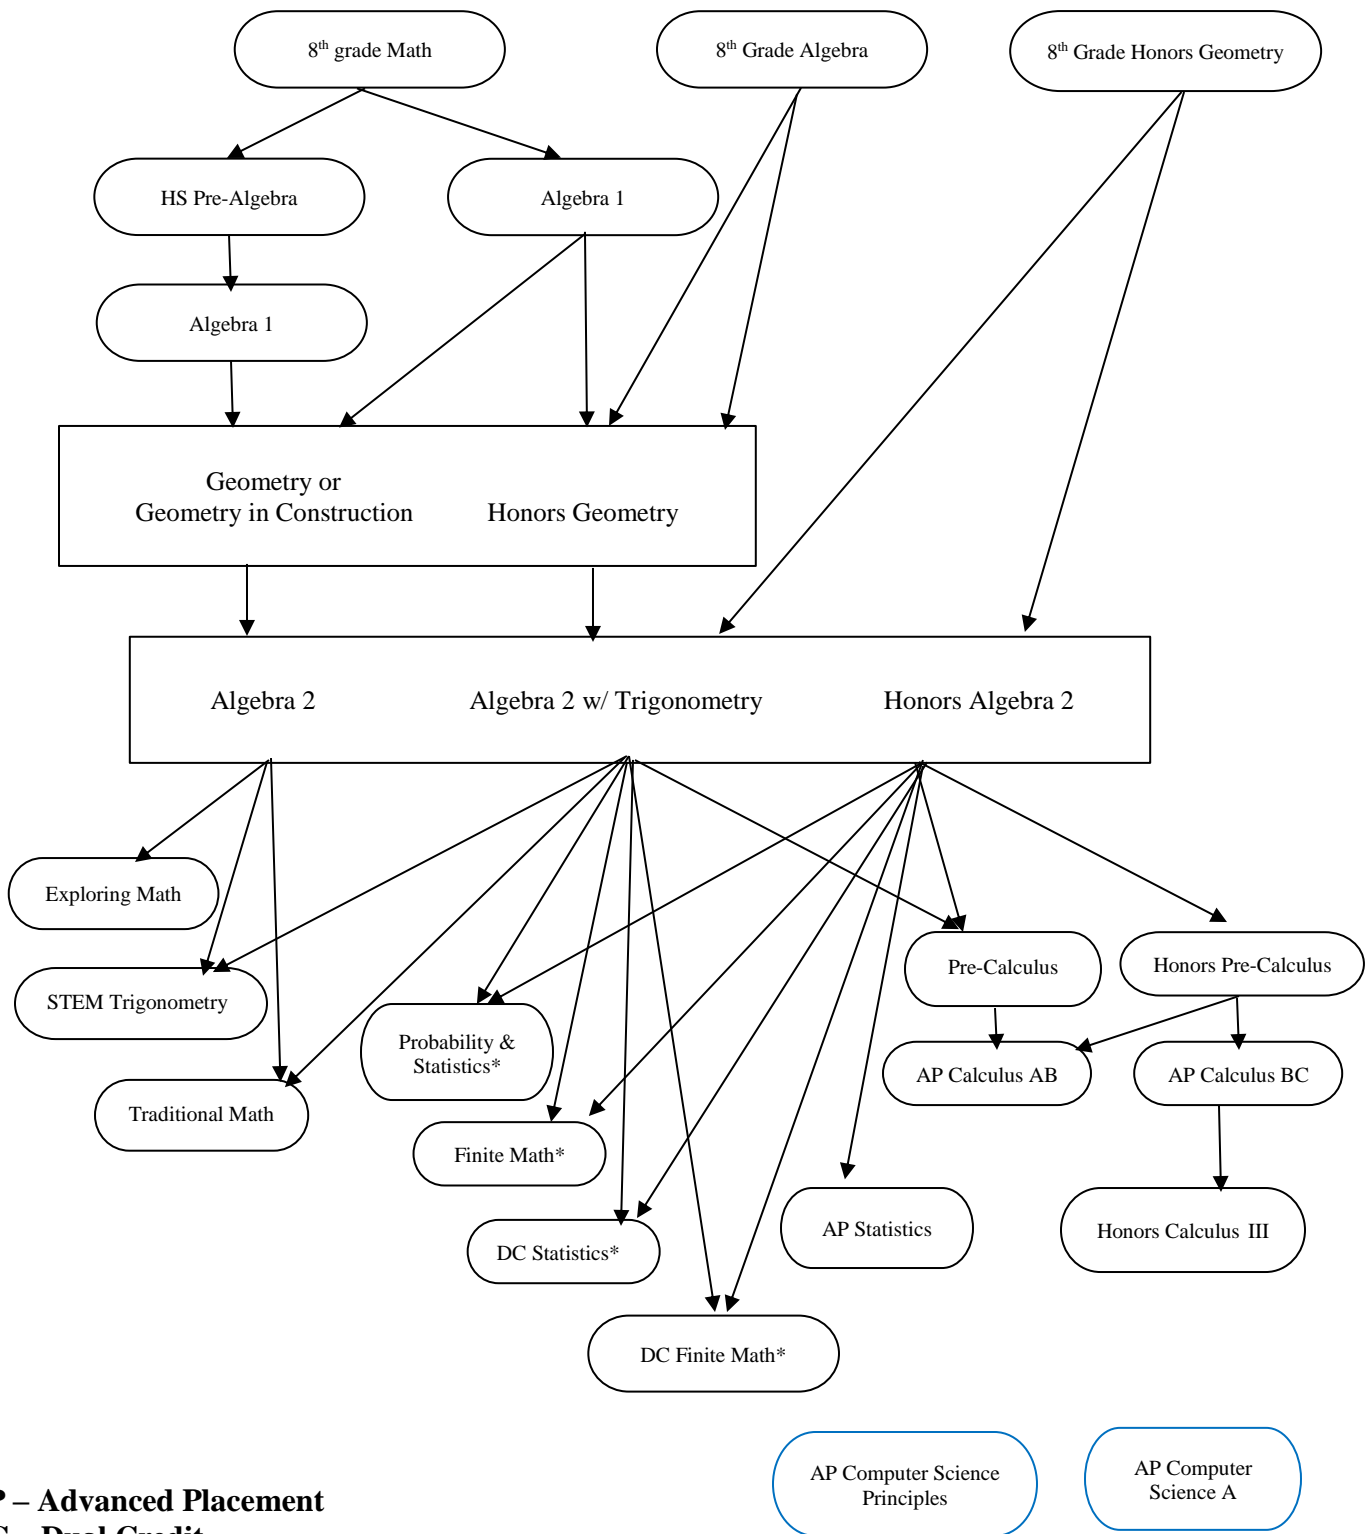 8th grade Math
8th Grade Algebra
8th Grade Honors Geometry
HS Pre-Algebra
Algebra 1
Algebra 1
Geometry or
Geometry in Construction
Honors Geometry
Algebra 2
Algebra 2 w/ Trigonometry
Honors Algebra 2
Exploring Math
STEM Trigonometry
Traditional Math
Probability &
Statistics*
Finite Math*
DC Statistics*
DC Finite Math*
AP Statistics
Pre-Calculus
Honors Pre-Calculus
AP Calculus AB
AP Calculus BC
Honors Calculus III
AP Computer Science
Principles
AP Computer
Science A
– Advanced Placement
– Dual Credit